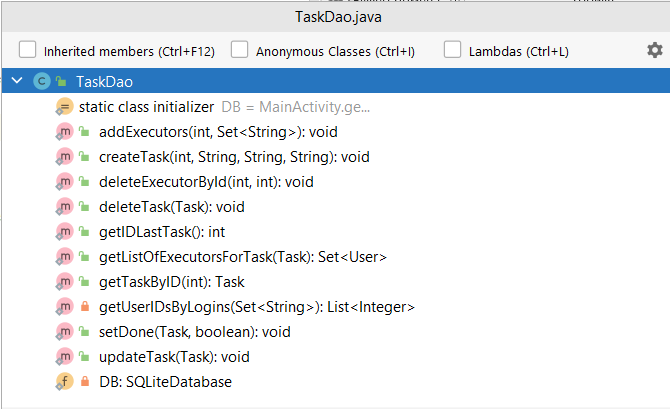 TaskDao.java
Inherited members (Ctrl+F12) Anonymous Classes (Ctrl+I) Lambdas (Ctrl+L)
TaskDao
static class initializer DB = MainActivity.ge...
addExecutors(int, Set<String>): void
createTask(int, String, String, String): void
deleteExecutorById(int, int): void
deleteTask(Task): void
getIDLastTask(): int
getListOfExecutorsForTask(Task): Set<User>
getTaskByID(int): Task
getUserIDsByLogins(Set<String>): List<Integer>
setDone(Task, boolean): void
updateTask(Task): void
DB: SQLiteDatabase